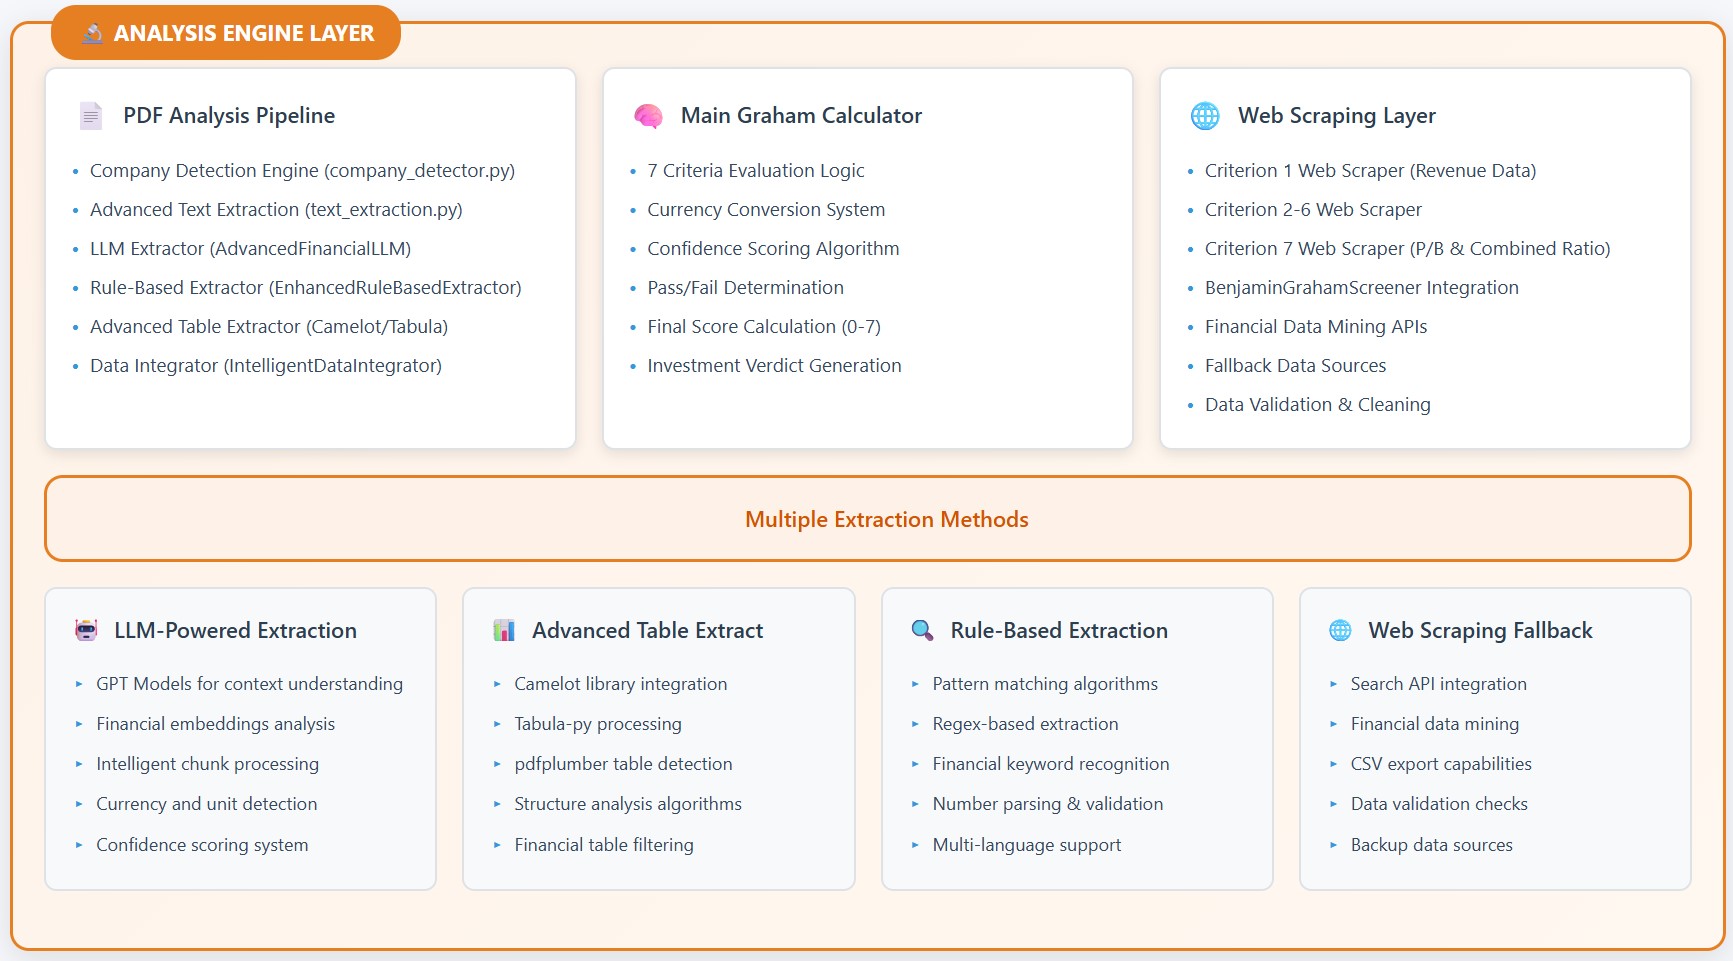 ANALYSIS ENGINE LAYER
PDF Analysis Pipeline
Company Detection Engine (company_detector.py)
Advanced Text Extraction (text_extraction.py)
LLM Extractor (AdvancedFinancialLLM)
Rule-Based Extractor (EnhancedRuleBasedExtractor)
Advanced Table Extractor (Camelot/Tabula)
Data Integrator (IntelligentDataIntegrator)
Main Graham Calculator
7 Criteria Evaluation Logic
Currency Conversion System
Confidence Scoring Algorithm
Pass/Fail Determination
Final Score Calculation (0-7)
Investment Verdict Generation
Web Scraping Layer
Criterion 1 Web Scraper (Revenue Data)
Criterion 2-6 Web Scraper
Criterion 7 Web Scraper (P/B & Combined Ratio)
BenjaminGrahamScreener Integration
Financial Data Mining APIs
Fallback Data Sources
Data Validation & Cleaning
Multiple Extraction Methods
LLM-Powered Extraction
GPT Models for context understanding
Financial embeddings analysis
Intelligent chunk processing
Currency and unit detection
Confidence scoring system
Advanced Table Extract
Camelot library integration
Tabula-py processing
pdfplumber table detection
Structure analysis algorithms
Financial table filtering
Rule-Based Extraction
Pattern matching algorithms
Regex-based extraction
Financial keyword recognition
Number parsing & validation
Multi-language support
Web Scraping Fallback
Search API integration
Financial data mining
CSV export capabilities
Data validation checks
Backup data sources